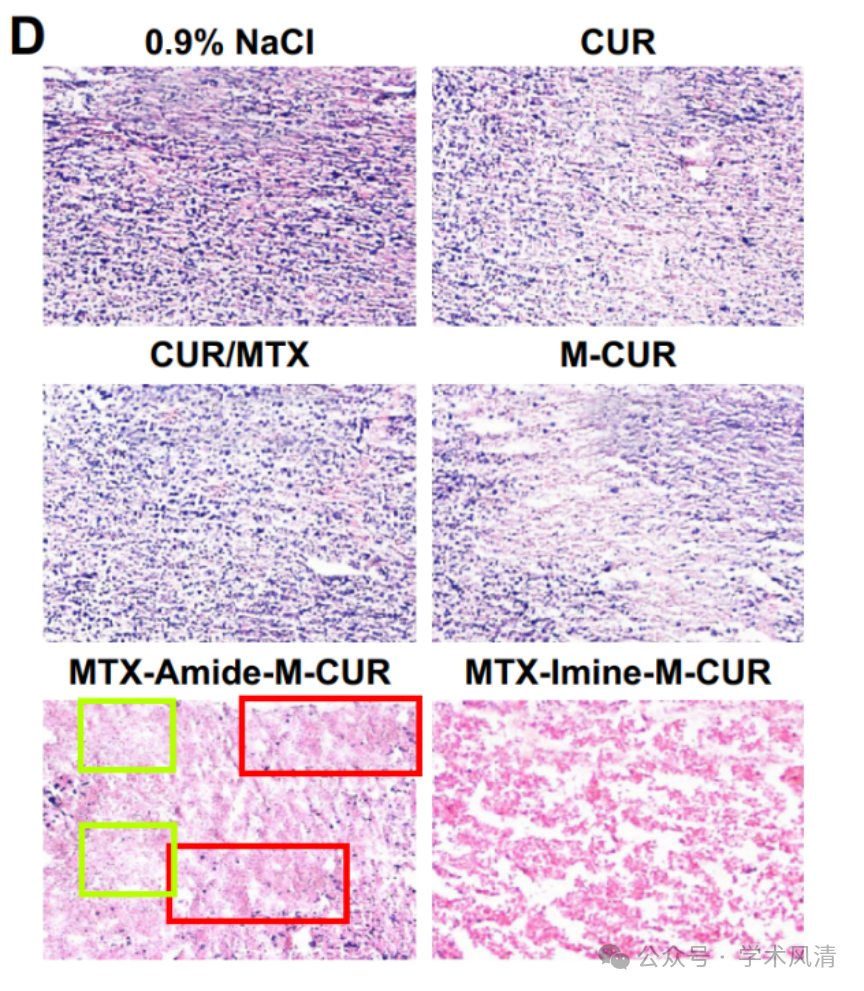 D
0.9% NaCl
CUR
CUR/MTX
M-CUR
MTX-Amide-M-CUR
MTX-Imine-M-CUR
公众号 · 学术风清